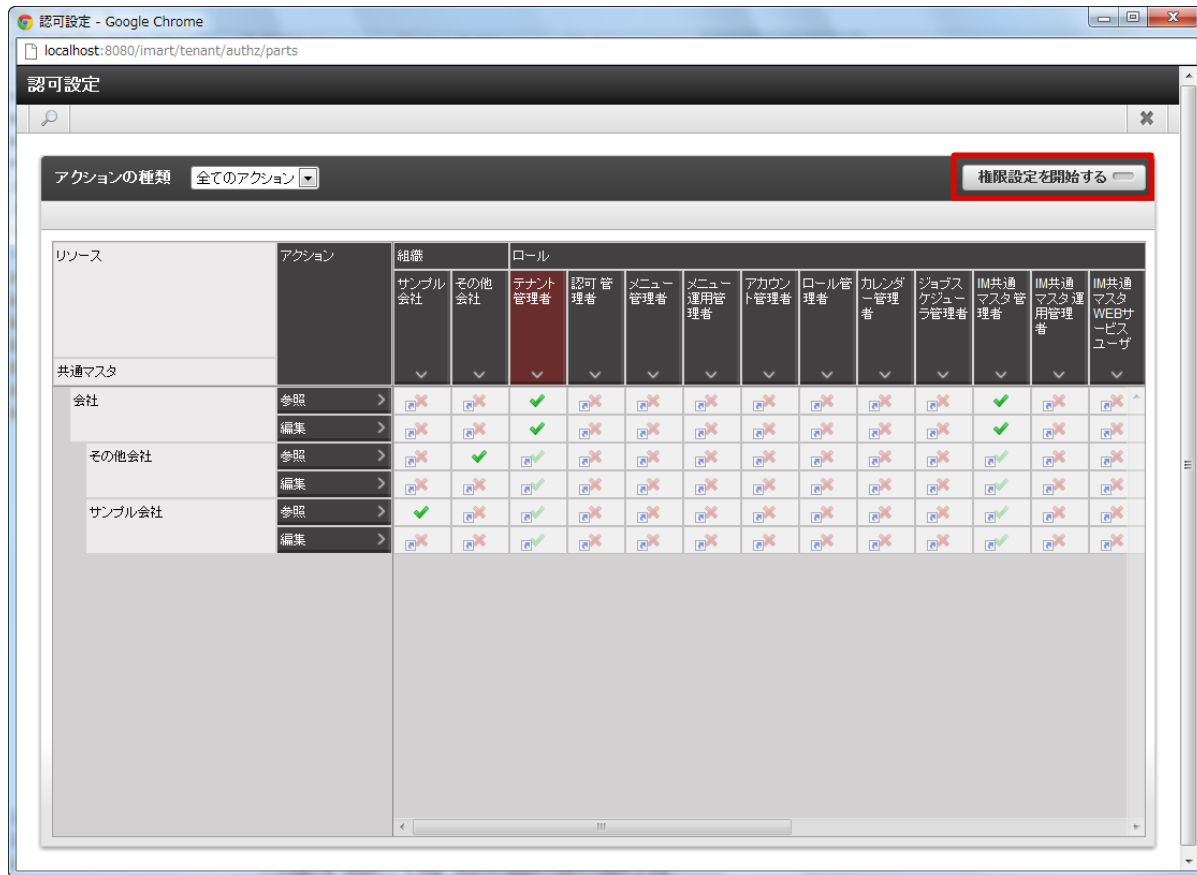 認可設定 - Google Chrome
localhost:8080/imart/tenant/authz/parts
認可設定
アクションの種類 全てのアクション 権限設定を開始する
リソース アクション 組織 ロール
サンプル会社 その他会社 テナント管理者 認可管理者 メニュー管理者 メニュー運用管理者 アカウント管理者 ロール管理者 カレンダー管理者 ジョブスケジューラ管理者 IM共通マスタ管理者 IM共通マスタ運用管理者 IM共通マスタWEBサービスユーザ
共通マスタ
会社 参照
編集
その他会社 参照
編集
サンプル会社 参照
編集